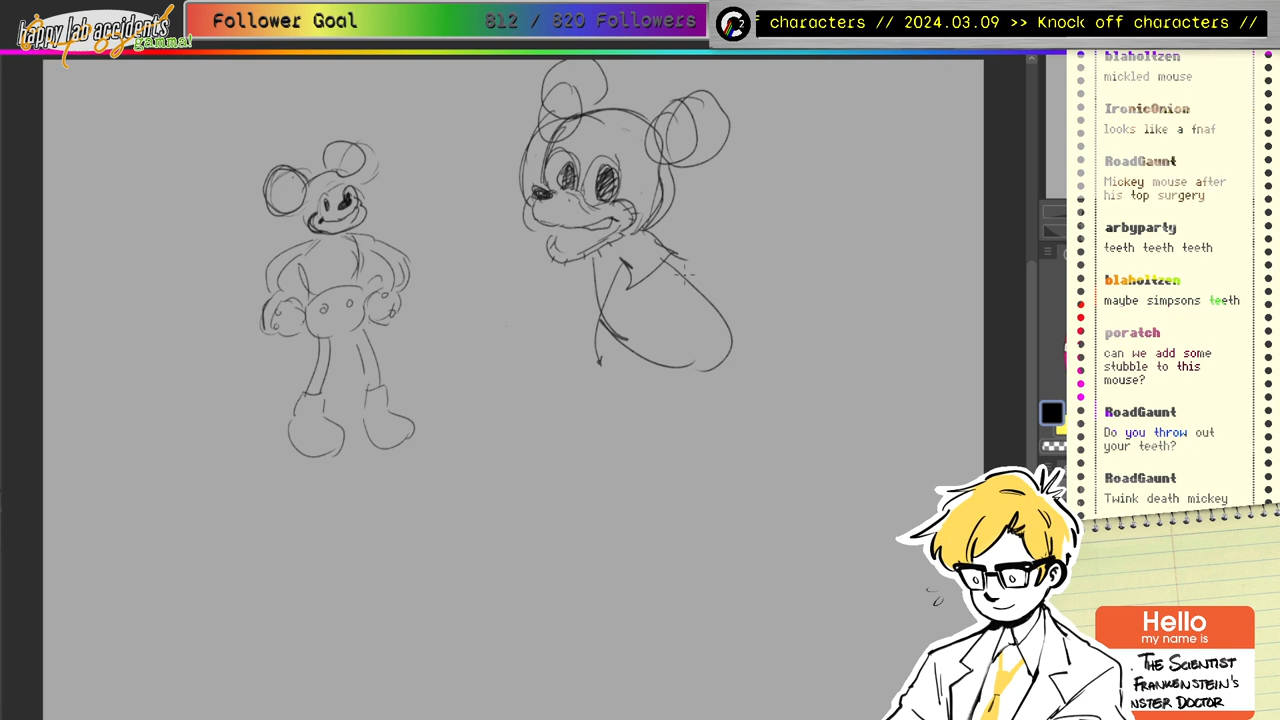 happy lab accidents
gamma!
Follower Goal
812 / 820 Followers
f characters // 2024.03.09 >> Knock off characters //
blaholtzen
mickled mouse
IronicOnion
looks like a fnaf
RoadGaunt
Mickey mouse after
his top surgery
arbyparty
teeth teeth teeth
blaholtzen
maybe simpsons teeth
poratch
can we add some
stubble to this
mouse?
RoadGaunt
Do you throw out
your teeth?
RoadGaunt
Twink death mickey
Hello
my name is
. THE SCIENTIST
FRANKENSTEIN'S
NSTER DOCTOR